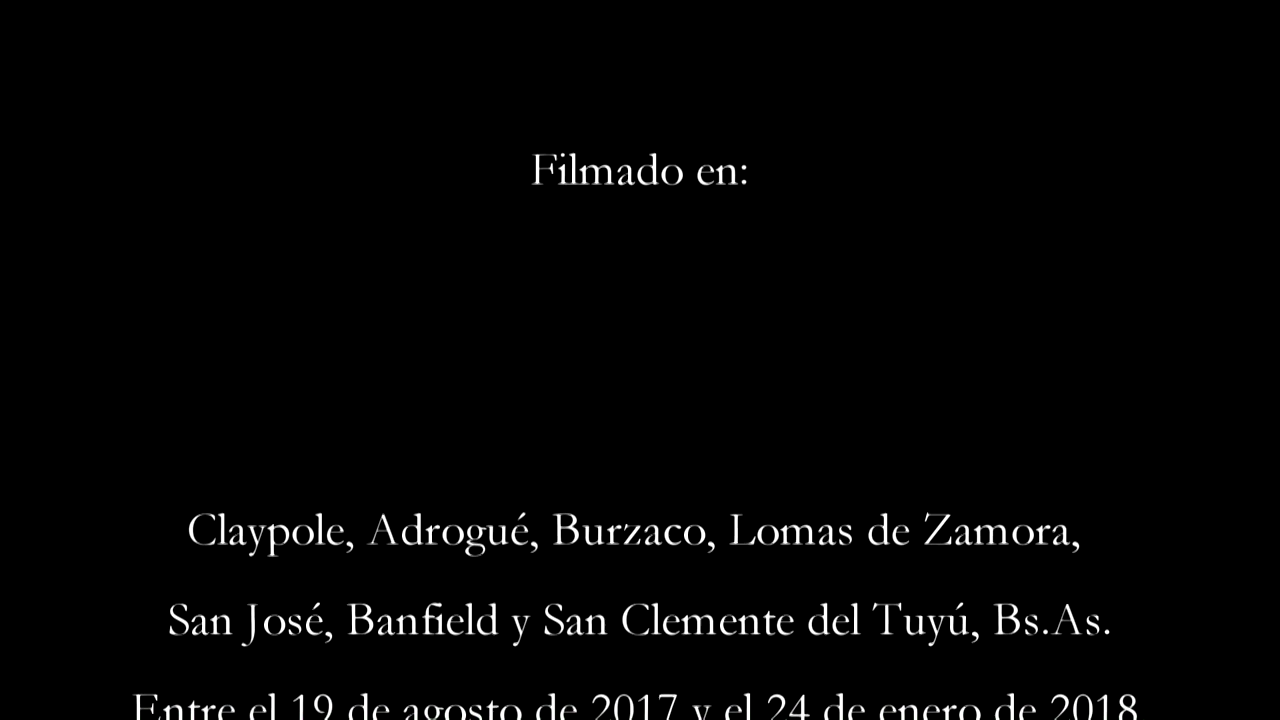 Filmado en:
Claypole, Adrogué, Burzaco, Lomas de Zamora,
San José, Banfield y San Clemente del Tuyú, Bs.As.
Entre el 19 de agosto de 2017 y el 24 de enero de 2018